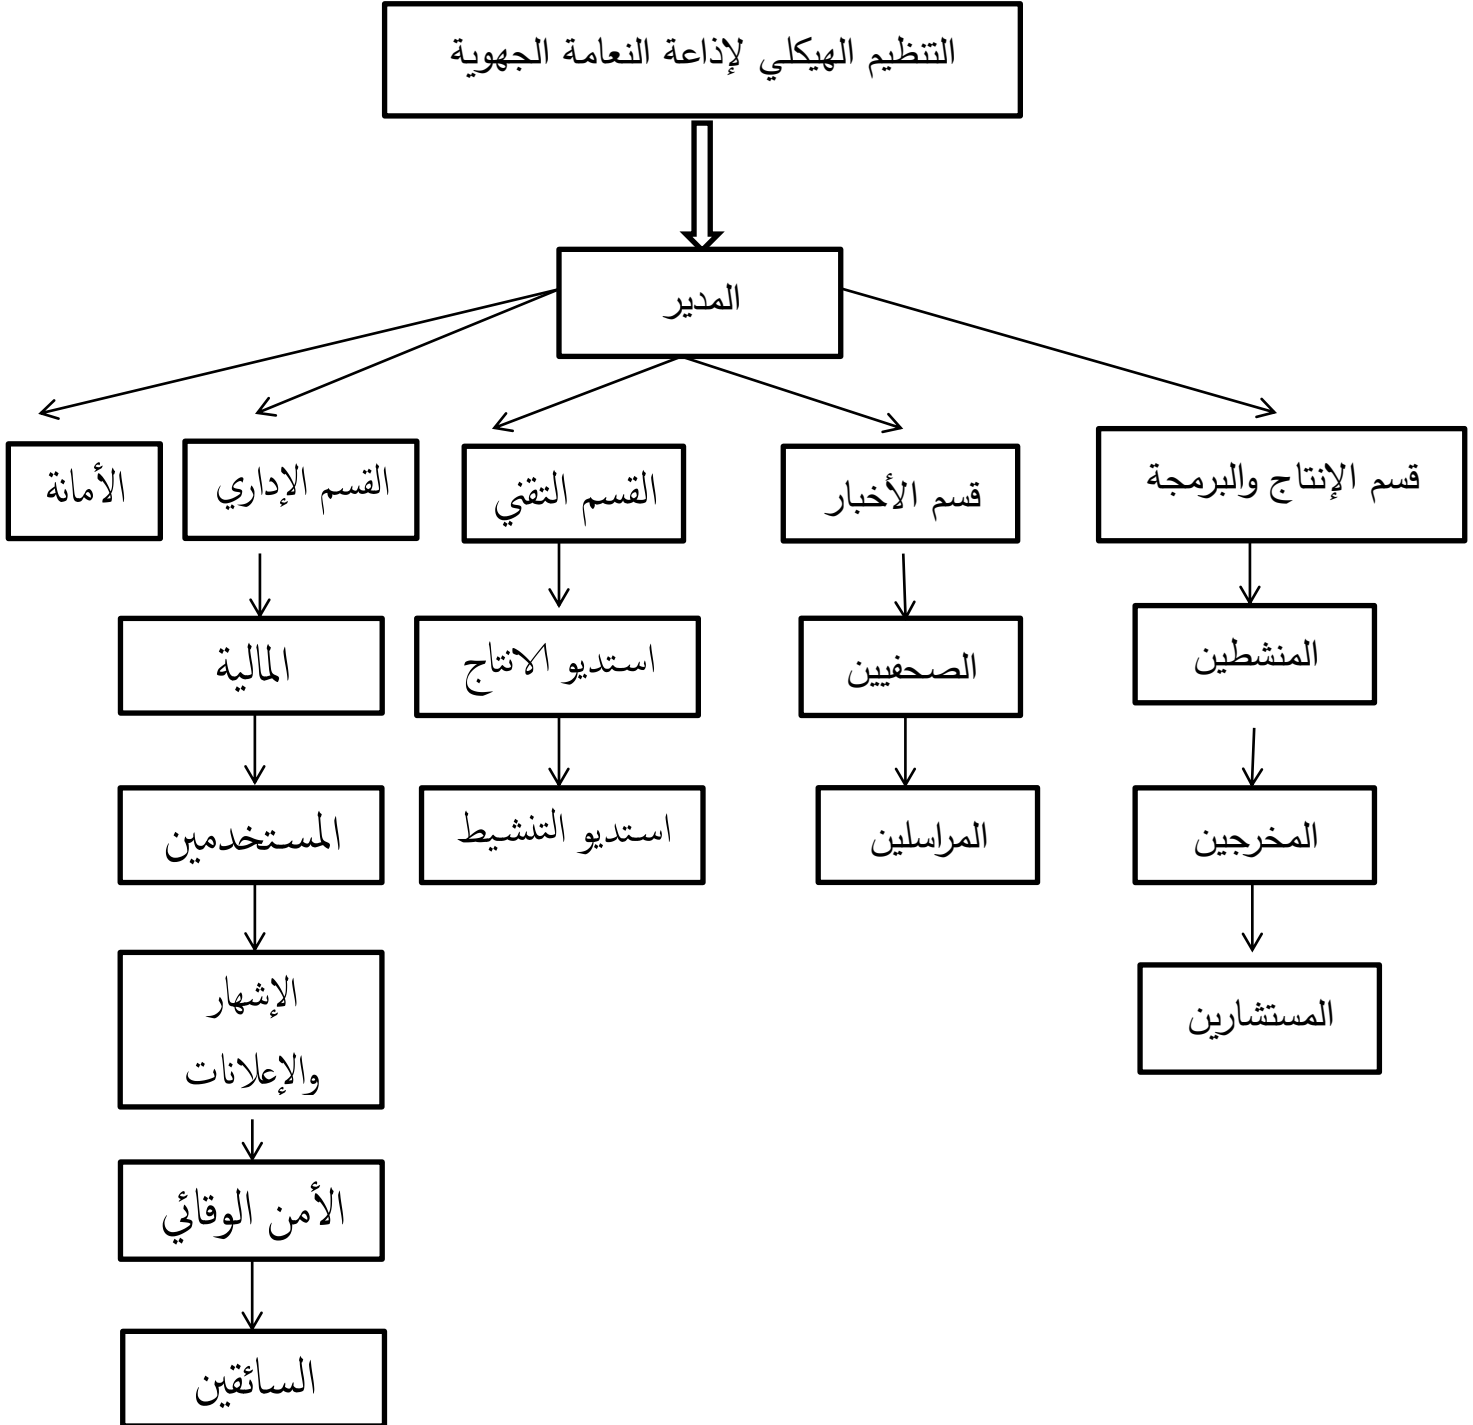 التنظيم الهيكلي لإذاعة النعامة الجهوية
المدير
قسم الإنتاج والبرمجة
قسم الأخبار
القسم التقني
القسم الإداري
الأمانة
المنشطين
الصحفيين
استديو الانتاج
المالية
المخرجين
المراسلين
استديو التنشيط
المستخدمين
المستشارين
الإشهار
والإعلانات
الأمن الوقائي
السائقين